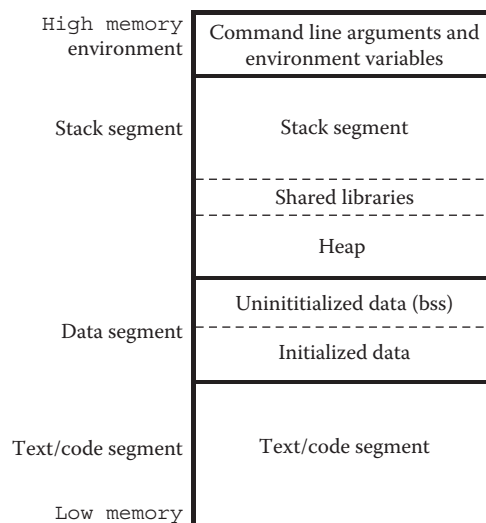 High memory
environment
Command line arguments and
environment variables
Stack segment
Stack segment
Shared libraries
Heap
Data segment
Uninititialized data (bss)
Initialized data
Text/code segment
Text/code segment
Low memory